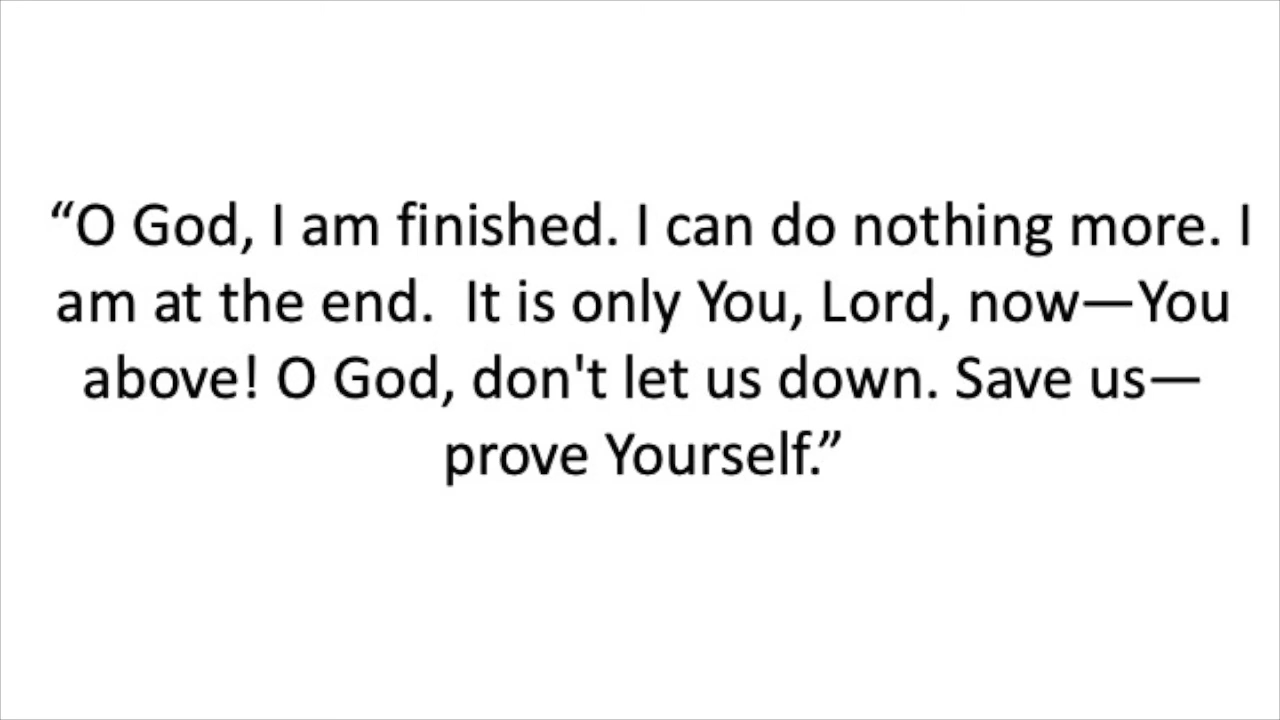 “O God, I am finished. I can do nothing more. I
am at the end.  It is only You, Lord, now—You
above! O God, don't let us down. Save us—
prove Yourself.”